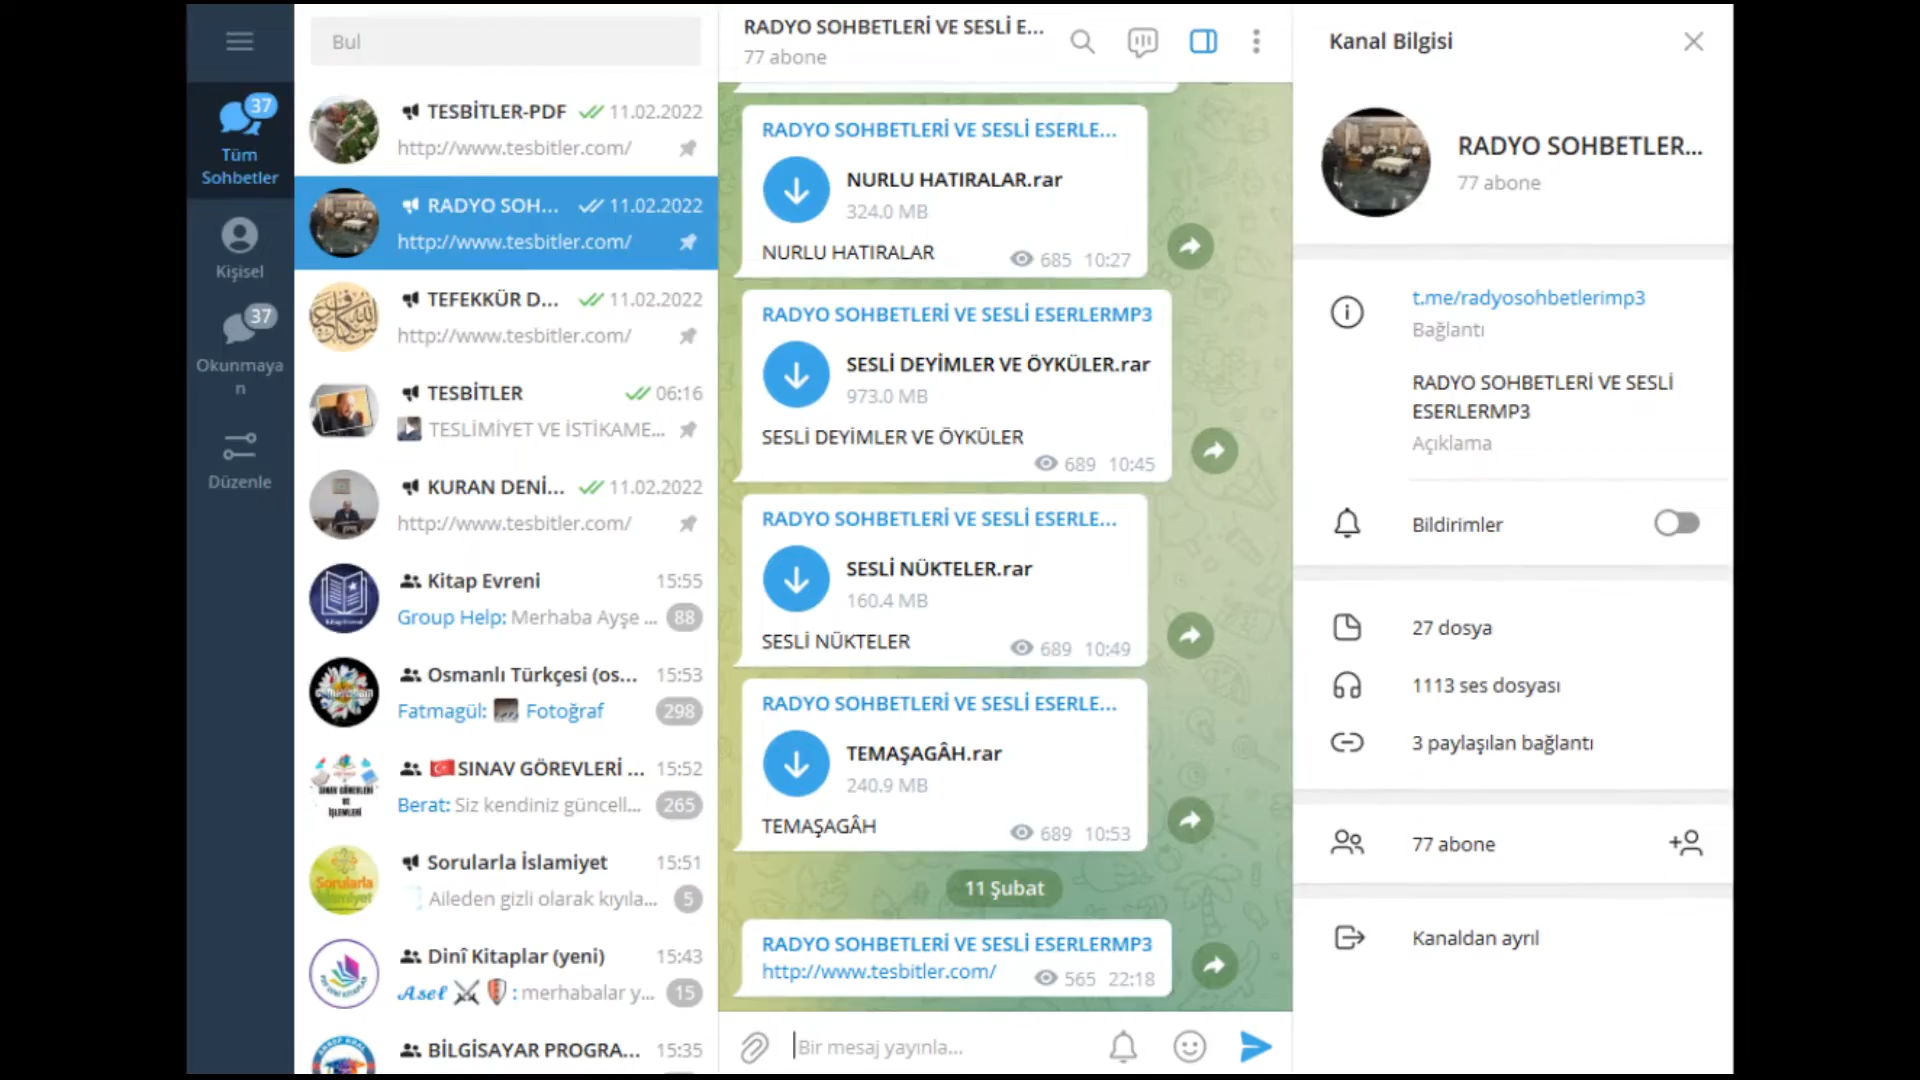 37
Tüm
Sohbetler
Kişisel
37
Okunmaya
n
Düzenle
Bul
TESBİTLER-PDF 11.02.2022
http://www.tesbitler.com/
RADYO SOH... 11.02.2022
http://www.tesbitler.com/
TEFEKKÜR D... 11.02.2022
http://www.tesbitler.com/
TESBİTLER 06:16
TESLİMİYET VE İSTİKAME...
KURAN DENİ... 11.02.2022
http://www.tesbitler.com/
Kitap Evreni 15:55
Group Help: Merhaba Ayşe ... 88
Osmanlı Türkçesi (os... 15:53
Fatmagül: Fotoğraf 298
SINAV GÖREVLERİ ... 15:52
Berat: Siz kendiniz güncell... 265
SINAV GÖREVLERİ
VE
İŞLEMLERİ
Sorularla İslamiyet 15:51
Aileden gizli olarak kıyıla... 5
Sorularla
İslamiyet
Dinî Kitaplar (yeni) 15:43
Asel : merhabalar y... 15
BİLGİSAYAR PROGRA... 15:35
RADYO SOHBETLERİ VE SESLİ E...
77 abone
RADYO SOHBETLERİ VE SESLİ ESERLE...
NURLU HATIRALAR.rar
324.0 MB
NURLU HATIRALAR 685 10:27
RADYO SOHBETLERİ VE SESLİ ESERLERMP3
SESLİ DEYİMLER VE ÖYKÜLER.rar
973.0 MB
SESLİ DEYİMLER VE ÖYKÜLER
689 10:45
RADYO SOHBETLERİ VE SESLİ ESERLE...
SESLİ NÜKTELER.rar
160.4 MB
SESLİ NÜKTELER 689 10:49
RADYO SOHBETLERİ VE SESLİ ESERLE...
TEMAŞAGÂH.rar
240.9 MB
TEMAŞAGÂH 689 10:53
11 Şubat
RADYO SOHBETLERİ VE SESLİ ESERLERMP3
http://www.tesbitler.com/ 565 22:18
Bir mesaj yayınla...
Kanal Bilgisi
RADYO SOHBETLER...
77 abone
t.me/radyosohbetlerimp3
Bağlantı
RADYO SOHBETLERİ VE SESLİ
ESERLERMP3
Açıklama
Bildirimler
27 dosya
1113 ses dosyası
3 paylaşılan bağlantı
77 abone
Kanaldan ayrıl